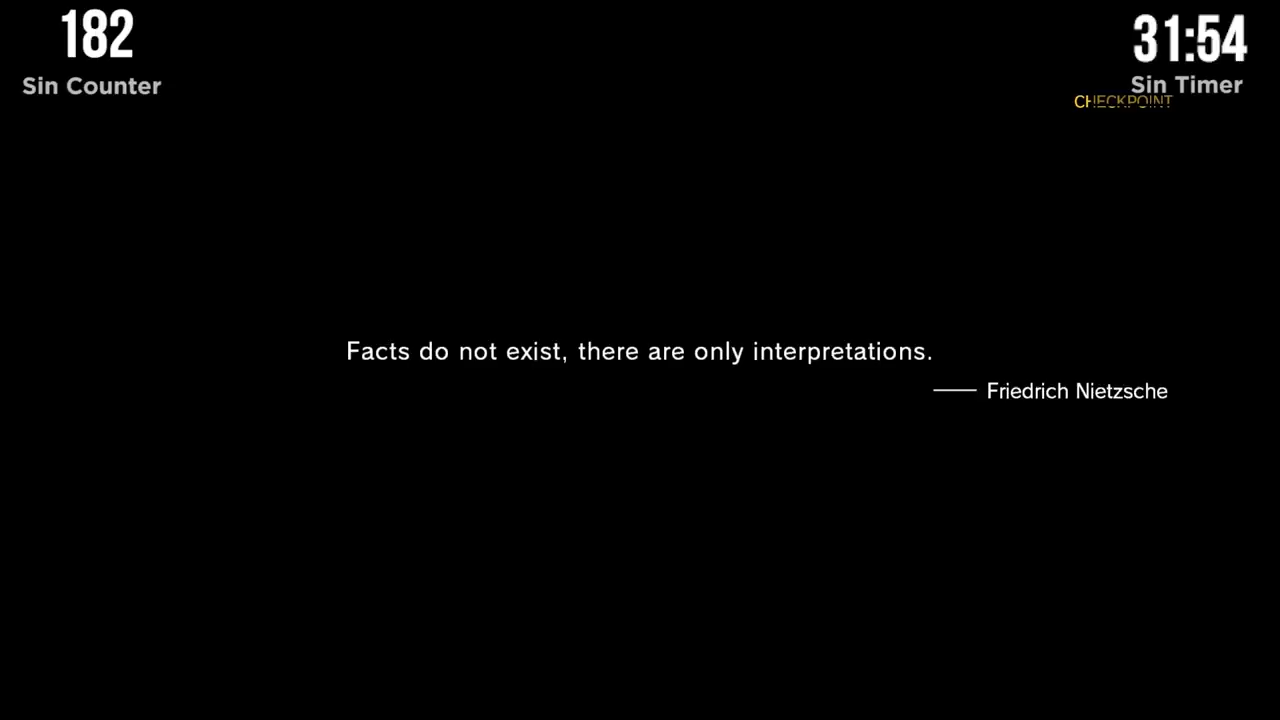 182
Sin Counter
31:54
Sin Timer
CHECKPOINT
Facts do not exist, there are only interpretations.
—— Friedrich Nietzsche